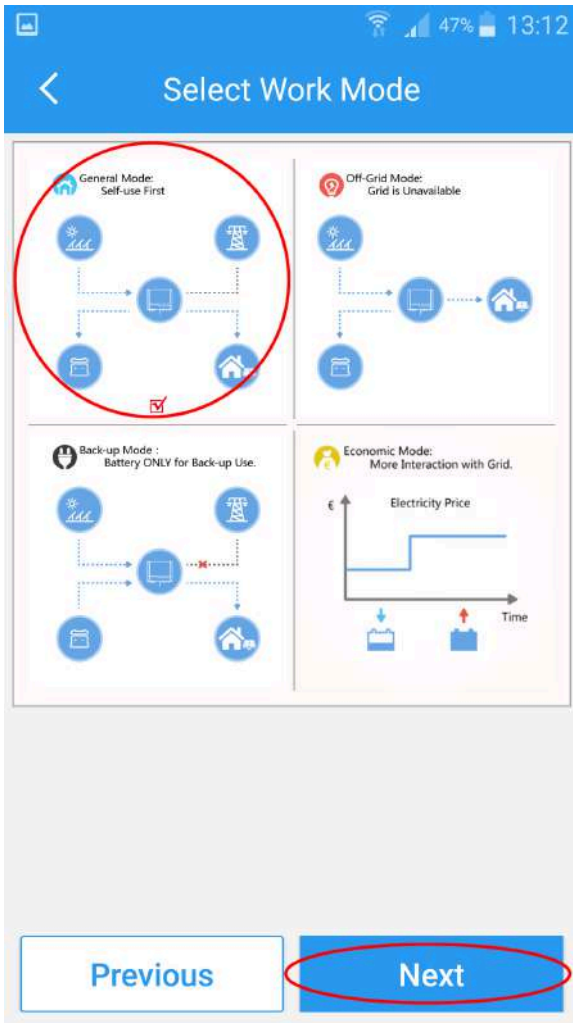 47% 13:12
Select Work Mode
General Mode:
Self-use First
Off-Grid Mode:
Grid is Unavailable
Back-up Mode :
Battery ONLY for Back-up Use.
Economic Mode:
More Interaction with Grid.
€
Electricity Price
Time
Previous
Next